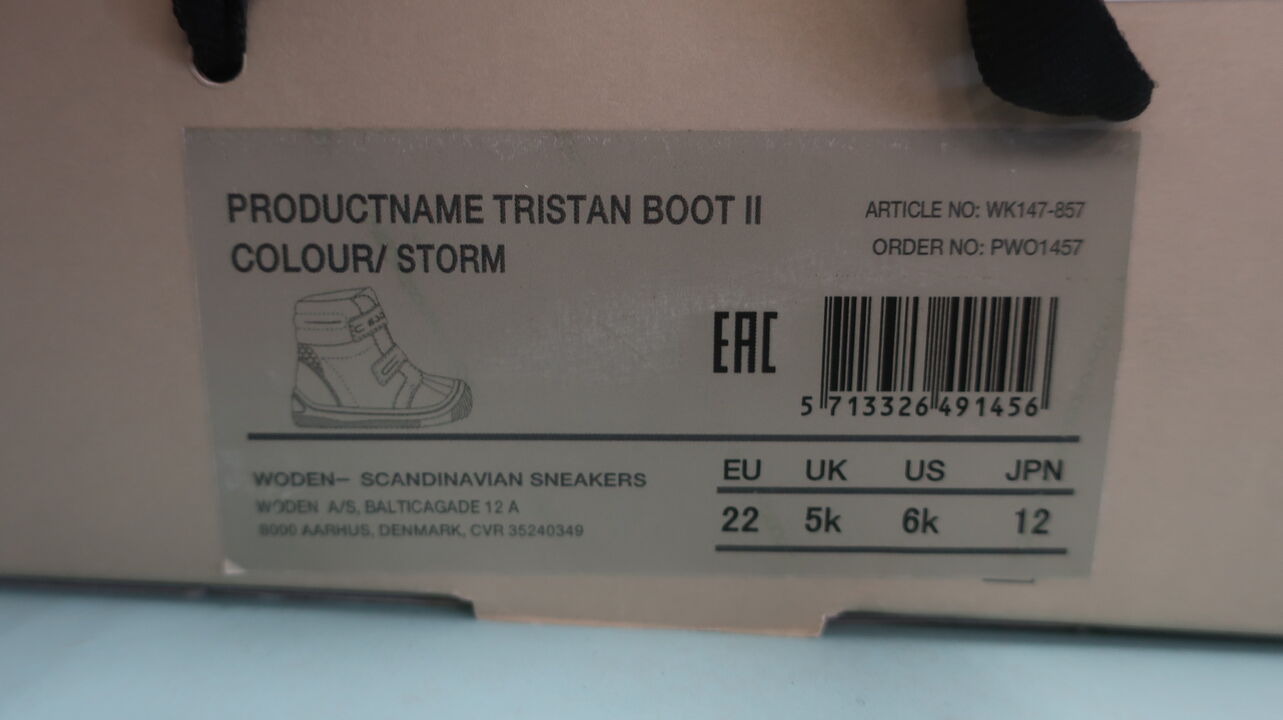 PRODUCTNAME TRISTAN BOOT II
COLOUR/ STORM
ARTICLE NO: WK147-857
ORDER NO: PWO1457
EAC
5 713326 491456
WODEN– SCANDINAVIAN SNEAKERS
WODEN A/S, BALTICAGADE 12 A
8000 AARHUS, DENMARK, CVR 35240349
EU UK US JPN
22 5k 6k 12